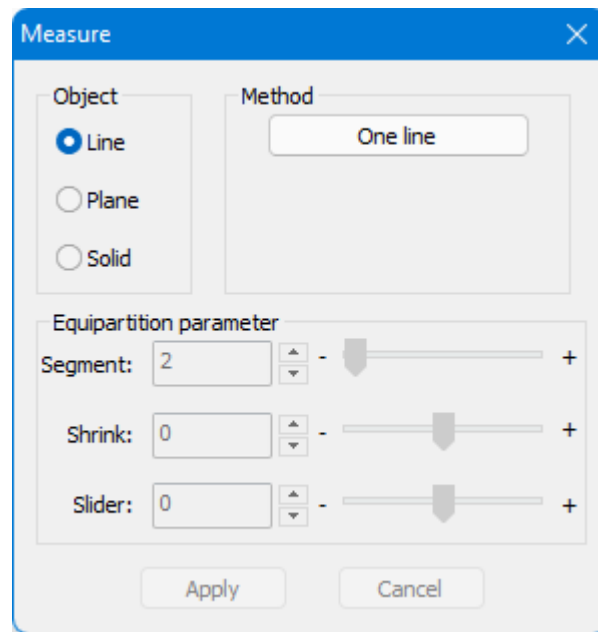 Measure
Object
Line
Plane
Solid
Method
One line
Equipartition parameter
Segment: 2 - +
Shrink: 0 - +
Slider: 0 - +
Apply Cancel